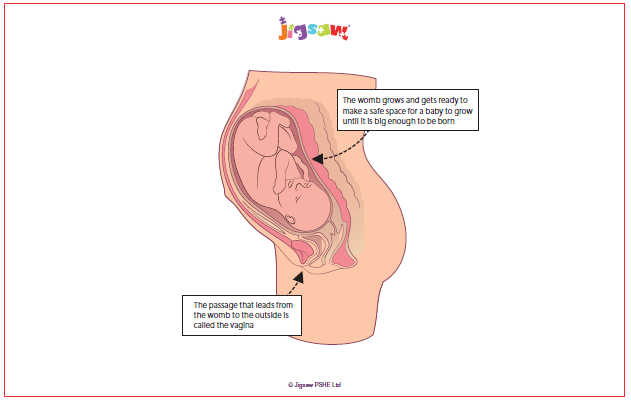 jigsaw
The womb grows and gets ready to
make a safe space for a baby to grow
until it is big enough to be born
The passage that leads from
the womb to the outside is
called the vagina
© Jigsaw PSHE Ltd